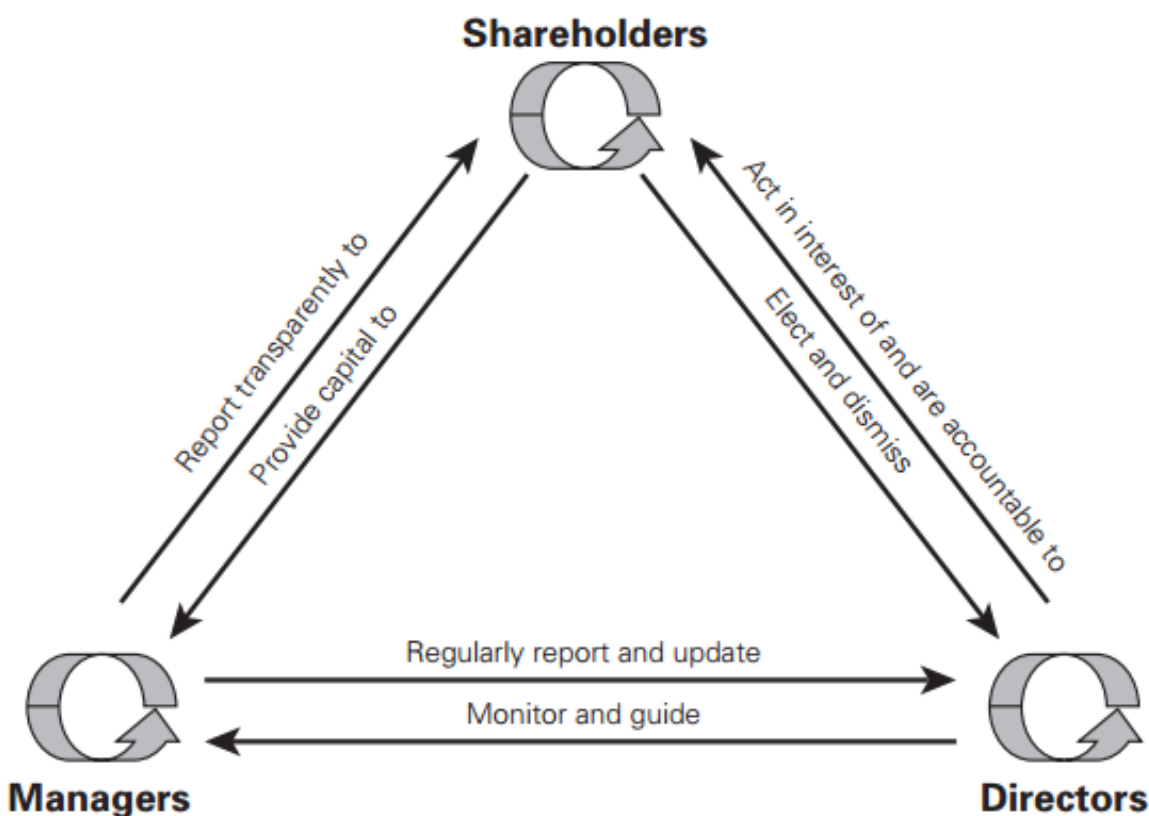 Shareholders
Report transparently to
Provide capital to
Act in interest of and are accountable to
Elect and dismiss
Regularly report and update
Monitor and guide
Managers
Directors